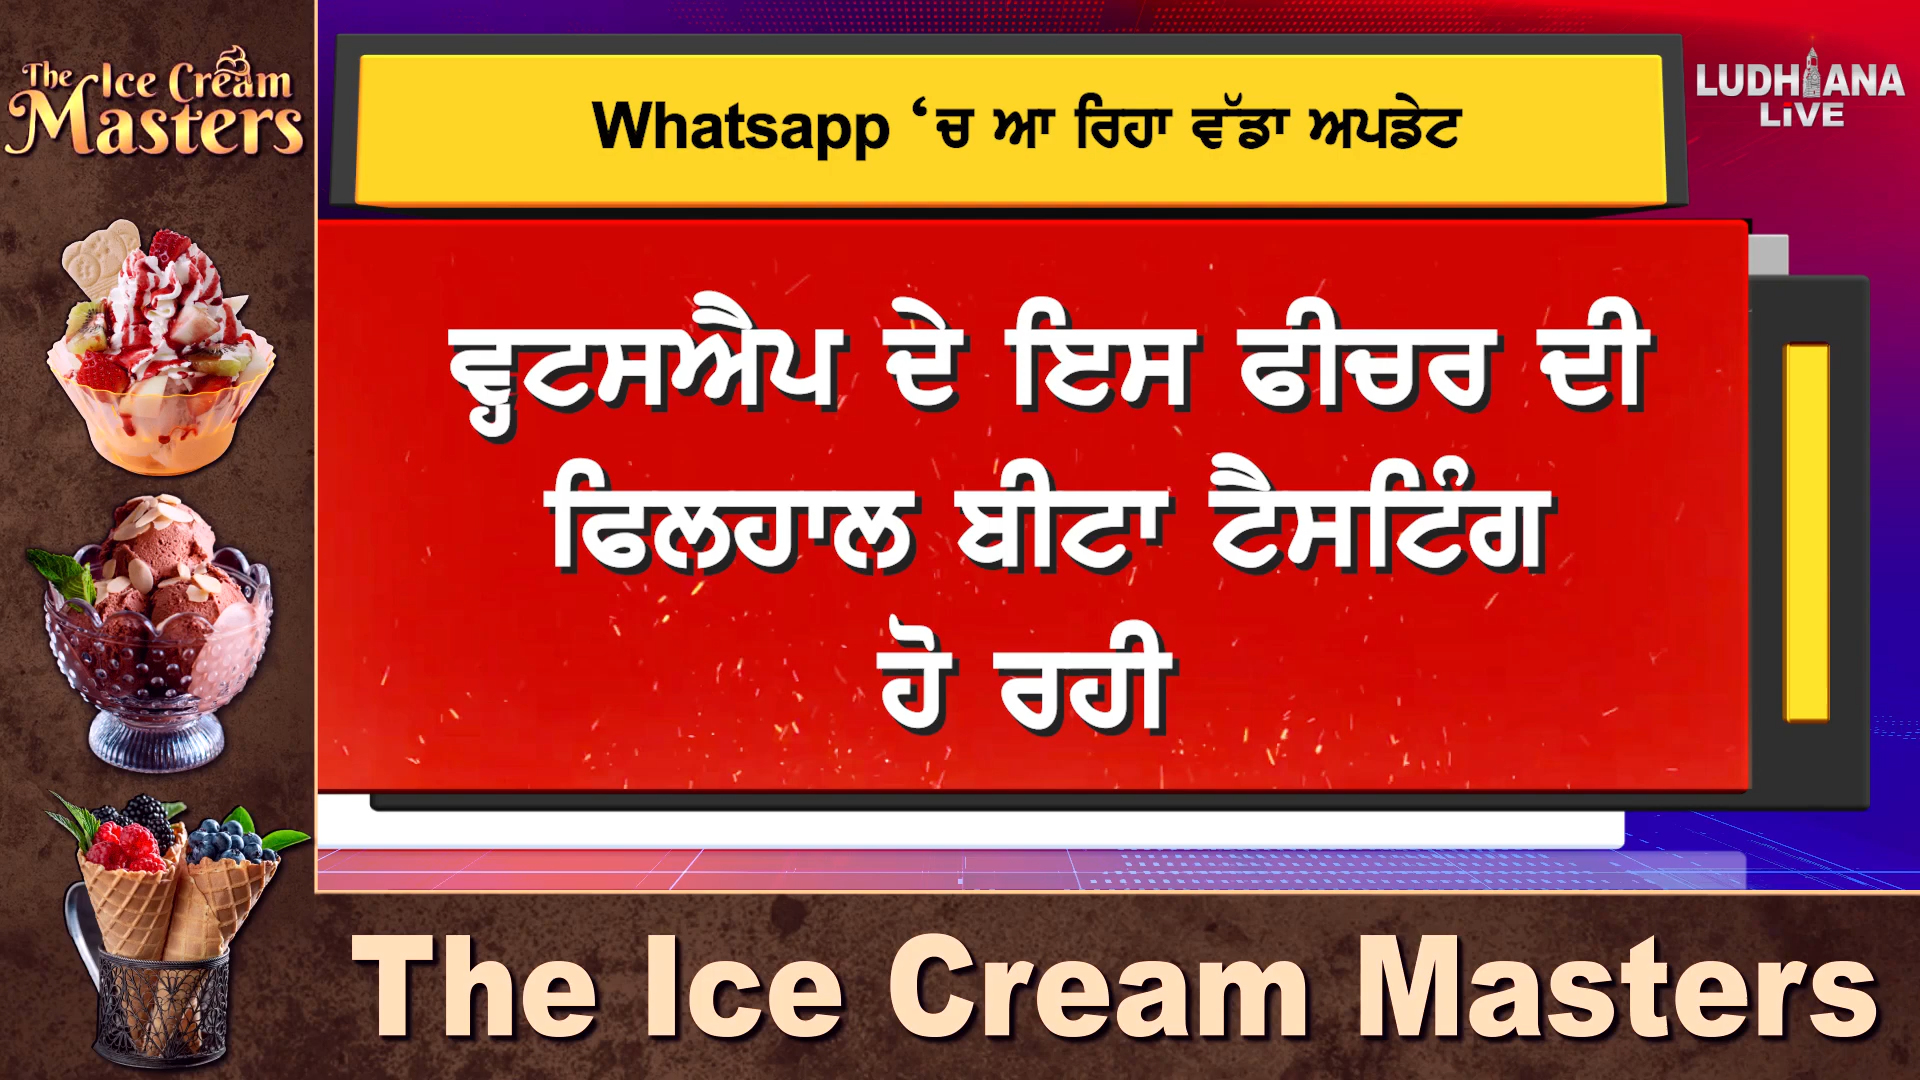 The Ice Cream
Masters
Whatsapp ‘ਚ ਆ ਰਿਹਾ ਵੱਡਾ ਅਪਡੇਟ
LUDHIANA
LiVE
ਵ੍ਹਟਸਐਪ ਦੇ ਇਸ ਫੀਚਰ ਦੀ
ਫਿਲਹਾਲ ਬੀਟਾ ਟੈਸਟਿੰਗ
ਹੋ ਰਹੀ
The Ice Cream Masters